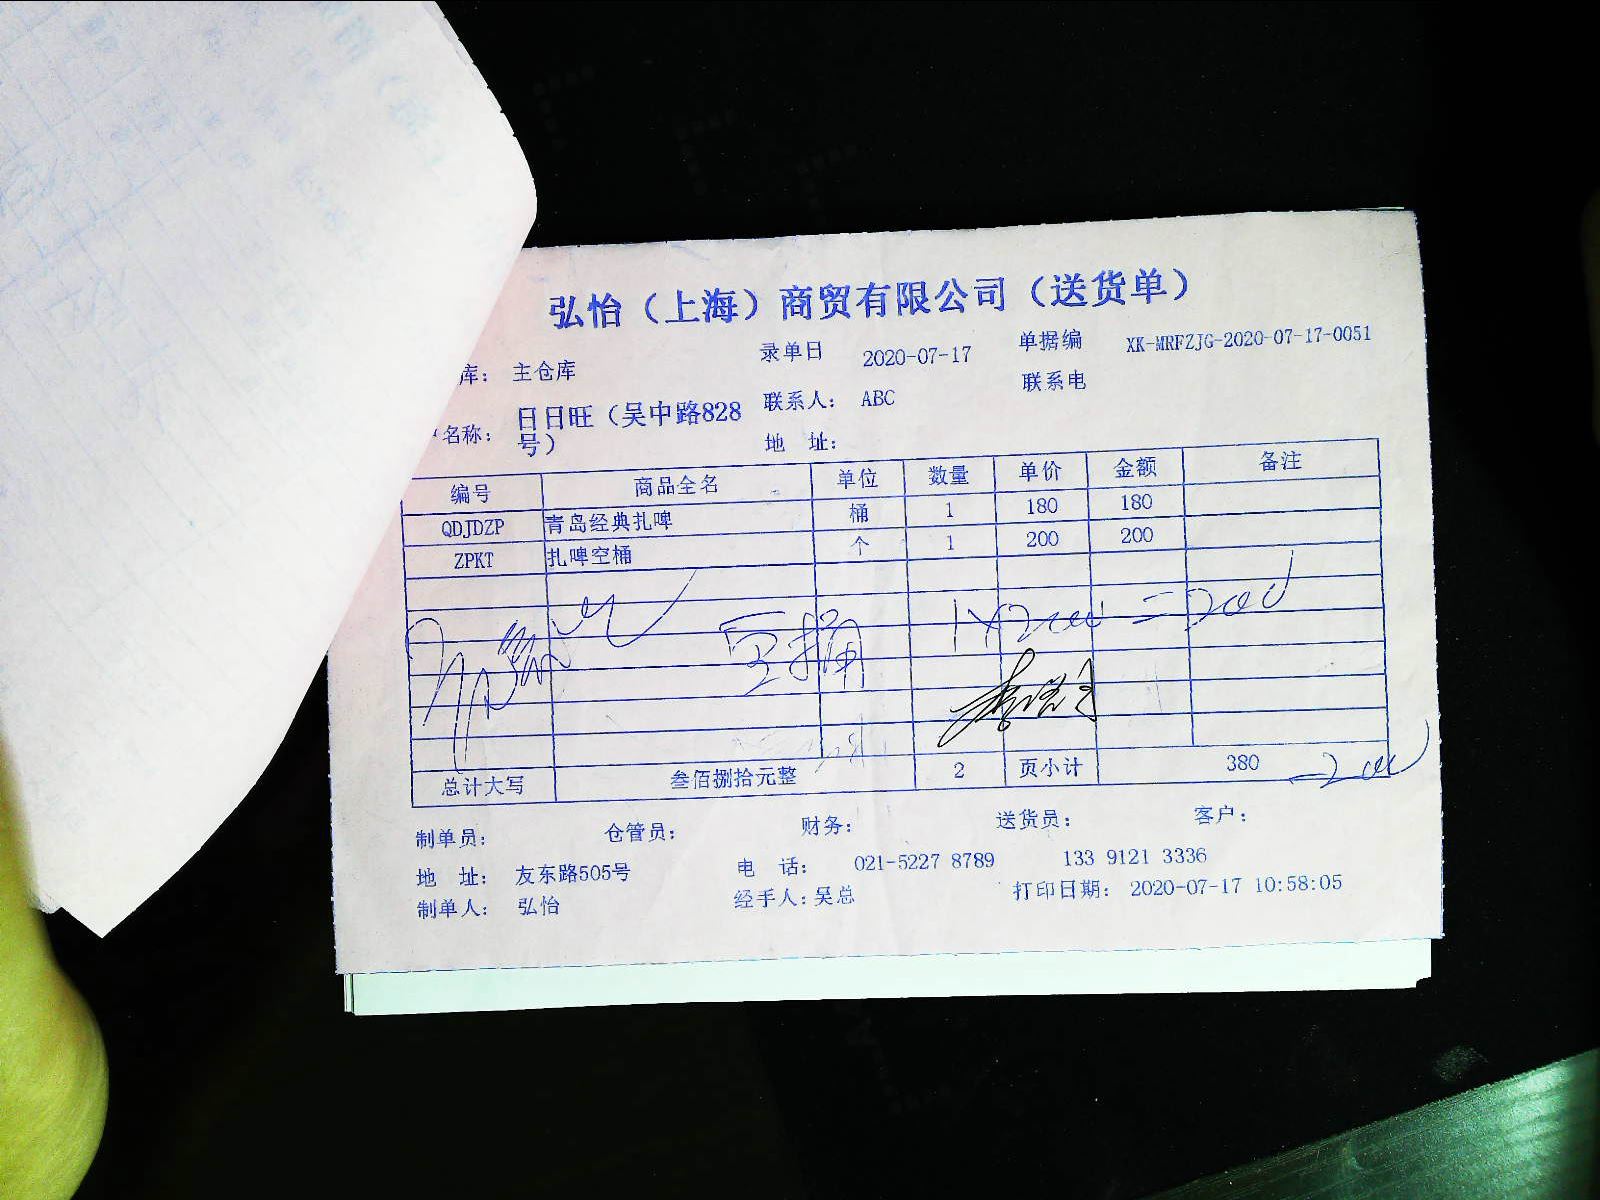 弘怡（上海）商贸有限公司（送货单）
库： 主仓库 录单日 2020-07-17 单据编 XK-MRFZJG-2020-07-17-0051
名称： 日日旺（吴中路828号） 联系人： ABC 联系电
地 址：
编号 商品全名 单位 数量 单价 金额 备注
QDJDZP 青岛经典扎啤 桶 1 180 180
ZPKT 扎啤空桶 个 1 200 200
空桶 1×200=200
总计大写 叁佰捌拾元整 2 页小计 380 -200
制单员： 仓管员： 财务： 送货员： 客户：
地 址： 友东路505号 电 话： 021-5227 8789 133 9121 3336
制单人： 弘怡 经手人：吴总 打印日期： 2020-07-17 10:58:05